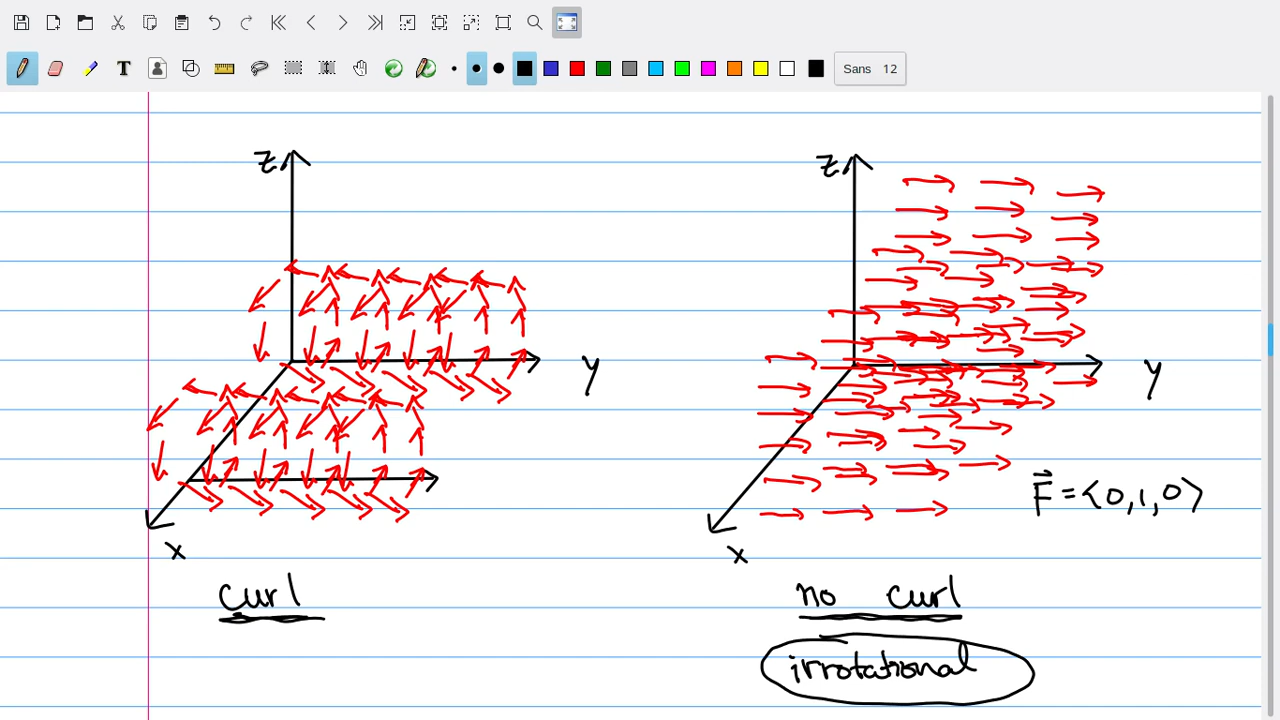 T
Sans 12
z
y
x
curl
z
y
x
F⃗ = ⟨0,1,0⟩
no curl
irrotational